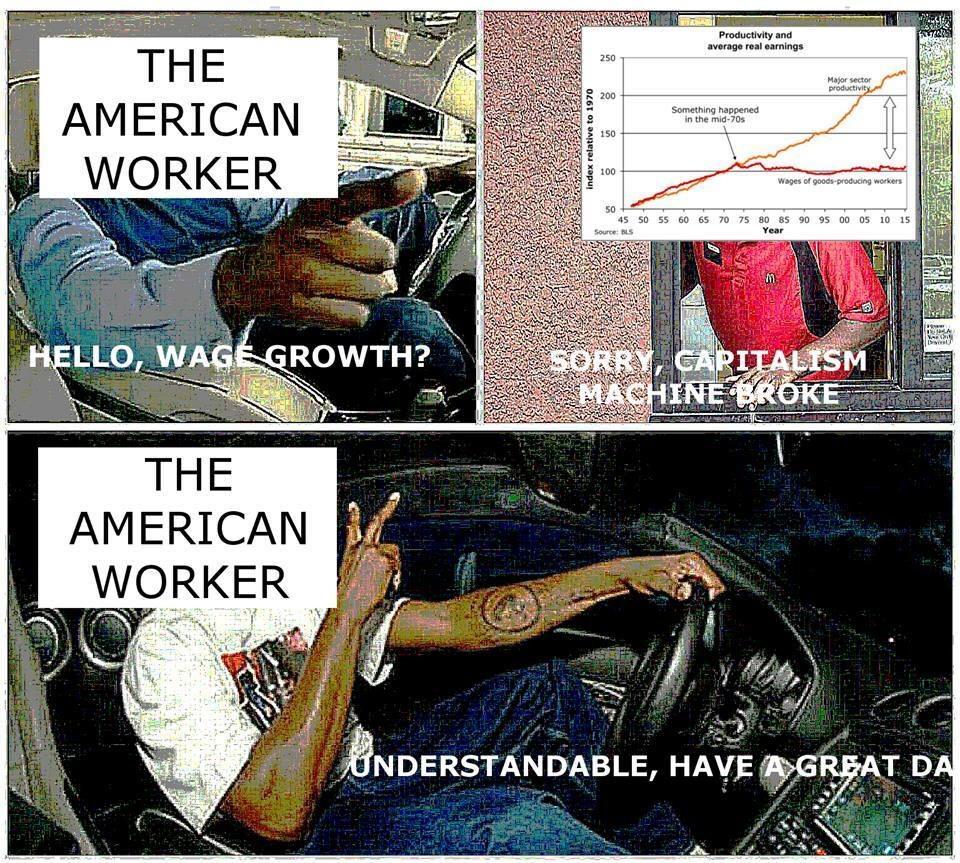 THE
AMERICAN
WORKER
HELLO, WAGE GROWTH?
Productivity and
average real earnings
index relative to 1970
250
200
150
100
50
Major sector
productivity
Something happened
in the mid-70s
Wages of goods-producing workers
45 50 55 60 65 70 75 80 85 90 95 00 05 10 15
Year
Source: BLS
SORRY, CAPITALISM
MACHINE BROKE
THE
AMERICAN
WORKER
UNDERSTANDABLE, HAVE A GREAT DA